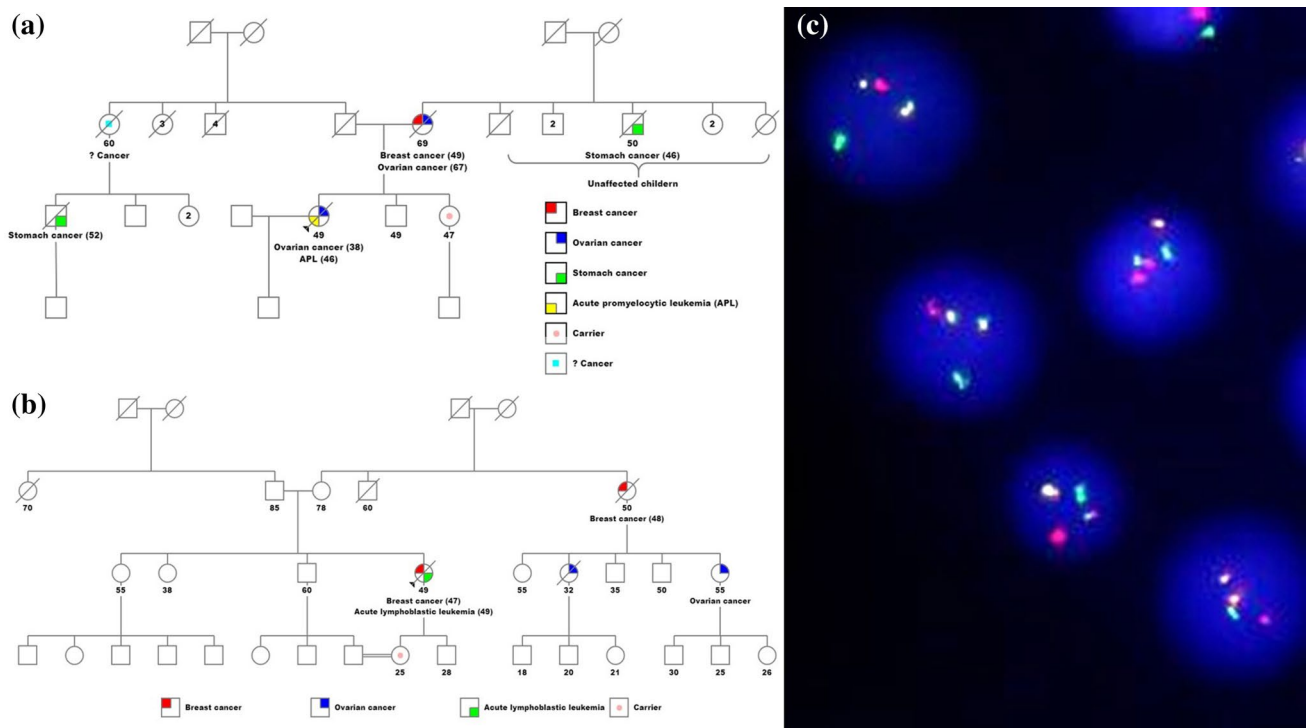 (a)
3
4
60
? Cancer
69
Breast cancer (49)
Ovarian cancer (67)
2
50
Stomach cancer (46)
2
Unaffected childern
Stomach cancer (52)
2
49
Ovarian cancer (38)
APL (46)
49
47
Breast cancer
Ovarian cancer
Stomach cancer
Acute promyelocytic leukemia (APL)
Carrier
? Cancer
(b)
70
85
78
60
50
Breast cancer (48)
55
38
60
49
Breast cancer (47)
Acute lymphoblastic leukemia (49)
55
32
35
50
55
Ovarian cancer
25
28
18
20
21
30
25
26
Breast cancer
Ovarian cancer
Acute lymphoblastic leukemia
Carrier
(c)